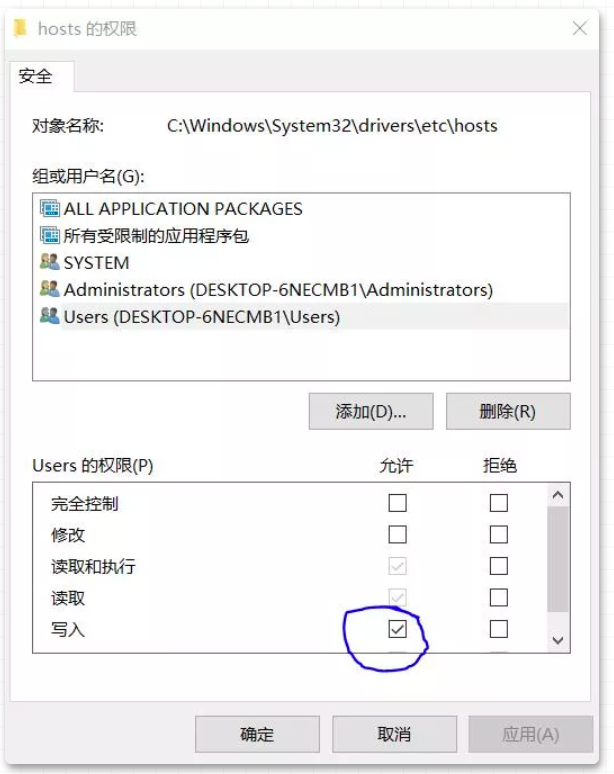 hosts 的权限
安全
对象名称: C:\Windows\System32\drivers\etc\hosts
组或用户名(G):
ALL APPLICATION PACKAGES
所有受限制的应用程序包
SYSTEM
Administrators (DESKTOP-6NECMB1\Administrators)
Users (DESKTOP-6NECMB1\Users)
添加(D)... 删除(R)
Users 的权限(P) 允许 拒绝
完全控制
修改
读取和执行
读取
写入
确定 取消 应用(A)